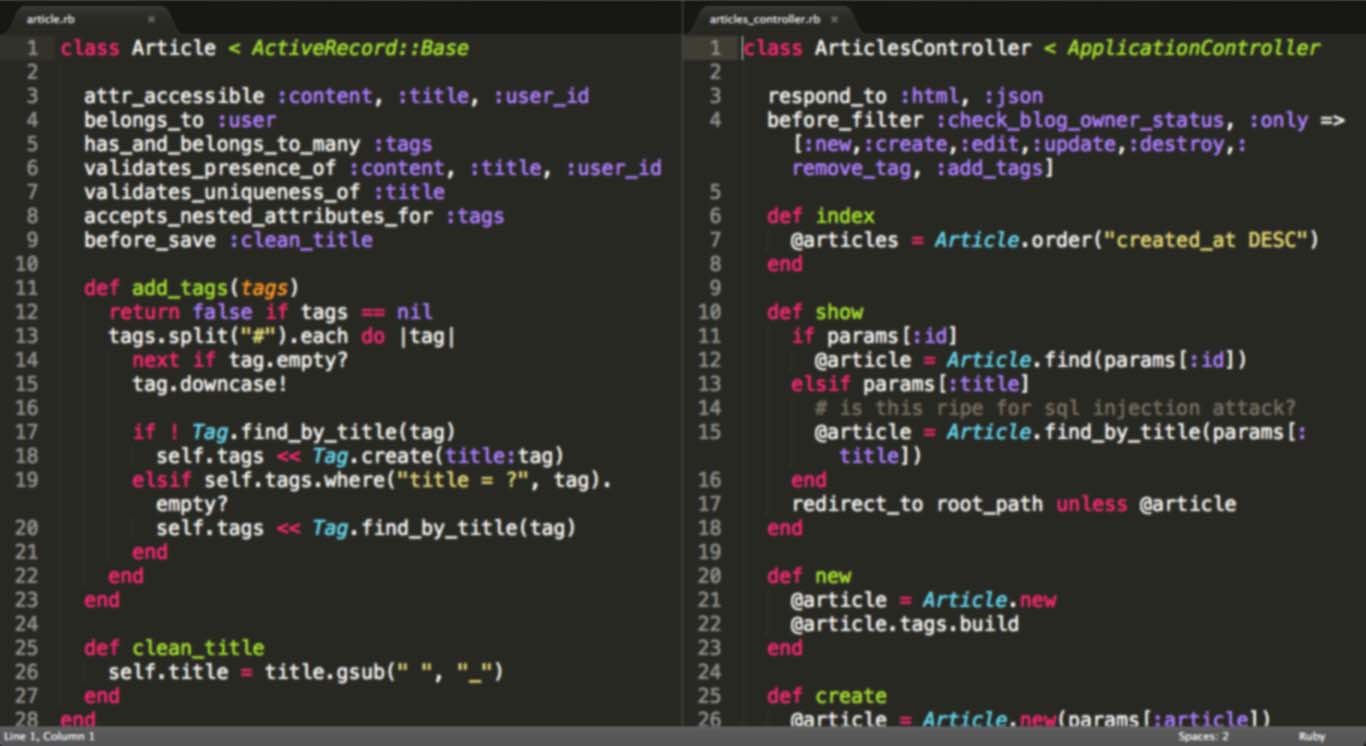 article.rb ×
1 class Article < ActiveRecord::Base
2
3 attr_accessible :content, :title, :user_id
4 belongs_to :user
5 has_and_belongs_to_many :tags
6 validates_presence_of :content, :title, :user_id
7 validates_uniqueness_of :title
8 accepts_nested_attributes_for :tags
9 before_save :clean_title
10
11 def add_tags(tags)
12 return false if tags == nil
13 tags.split("#").each do |tag|
14 next if tag.empty?
15 tag.downcase!
16
17 if ! Tag.find_by_title(tag)
18 self.tags << Tag.create(title:tag)
19 elsif self.tags.where("title = ?", tag).
empty?
20 self.tags << Tag.find_by_title(tag)
21 end
22 end
23 end
24
25 def clean_title
26 self.title = title.gsub(" ", "_")
27 end
28 end
articles_controller.rb ×
1 class ArticlesController < ApplicationController
2
3 respond_to :html, :json
4 before_filter :check_blog_owner_status, :only =>
[:new,:create,:edit,:update,:destroy,:
remove_tag, :add_tags]
5
6 def index
7 @articles = Article.order("created_at DESC")
8 end
9
10 def show
11 if params[:id]
12 @article = Article.find(params[:id])
13 elsif params[:title]
14 # is this ripe for sql injection attack?
15 @article = Article.find_by_title(params[:
title])
16 end
17 redirect_to root_path unless @article
18 end
19
20 def new
21 @article = Article.new
22 @article.tags.build
23 end
24
25 def create
26 @article = Article.new(params[:article])
Line 1, Column 1
Spaces: 2
Ruby